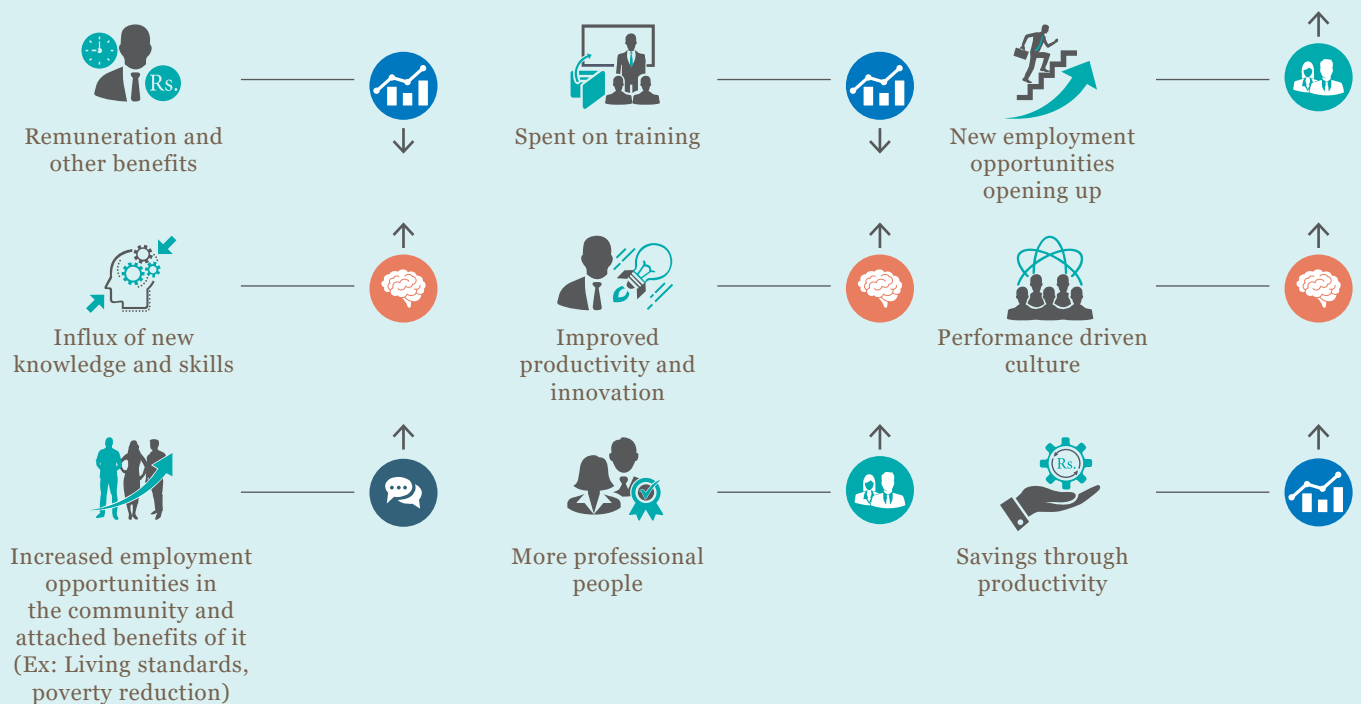 Rs.
Remuneration and
other benefits
Spent on training
New employment
opportunities
opening up
Influx of new
knowledge and skills
Improved
productivity and
innovation
Performance driven
culture
Increased employment
opportunities in
the community and
attached benefits of it
(Ex: Living standards,
poverty reduction)
More professional
people
Rs.
Savings through
productivity